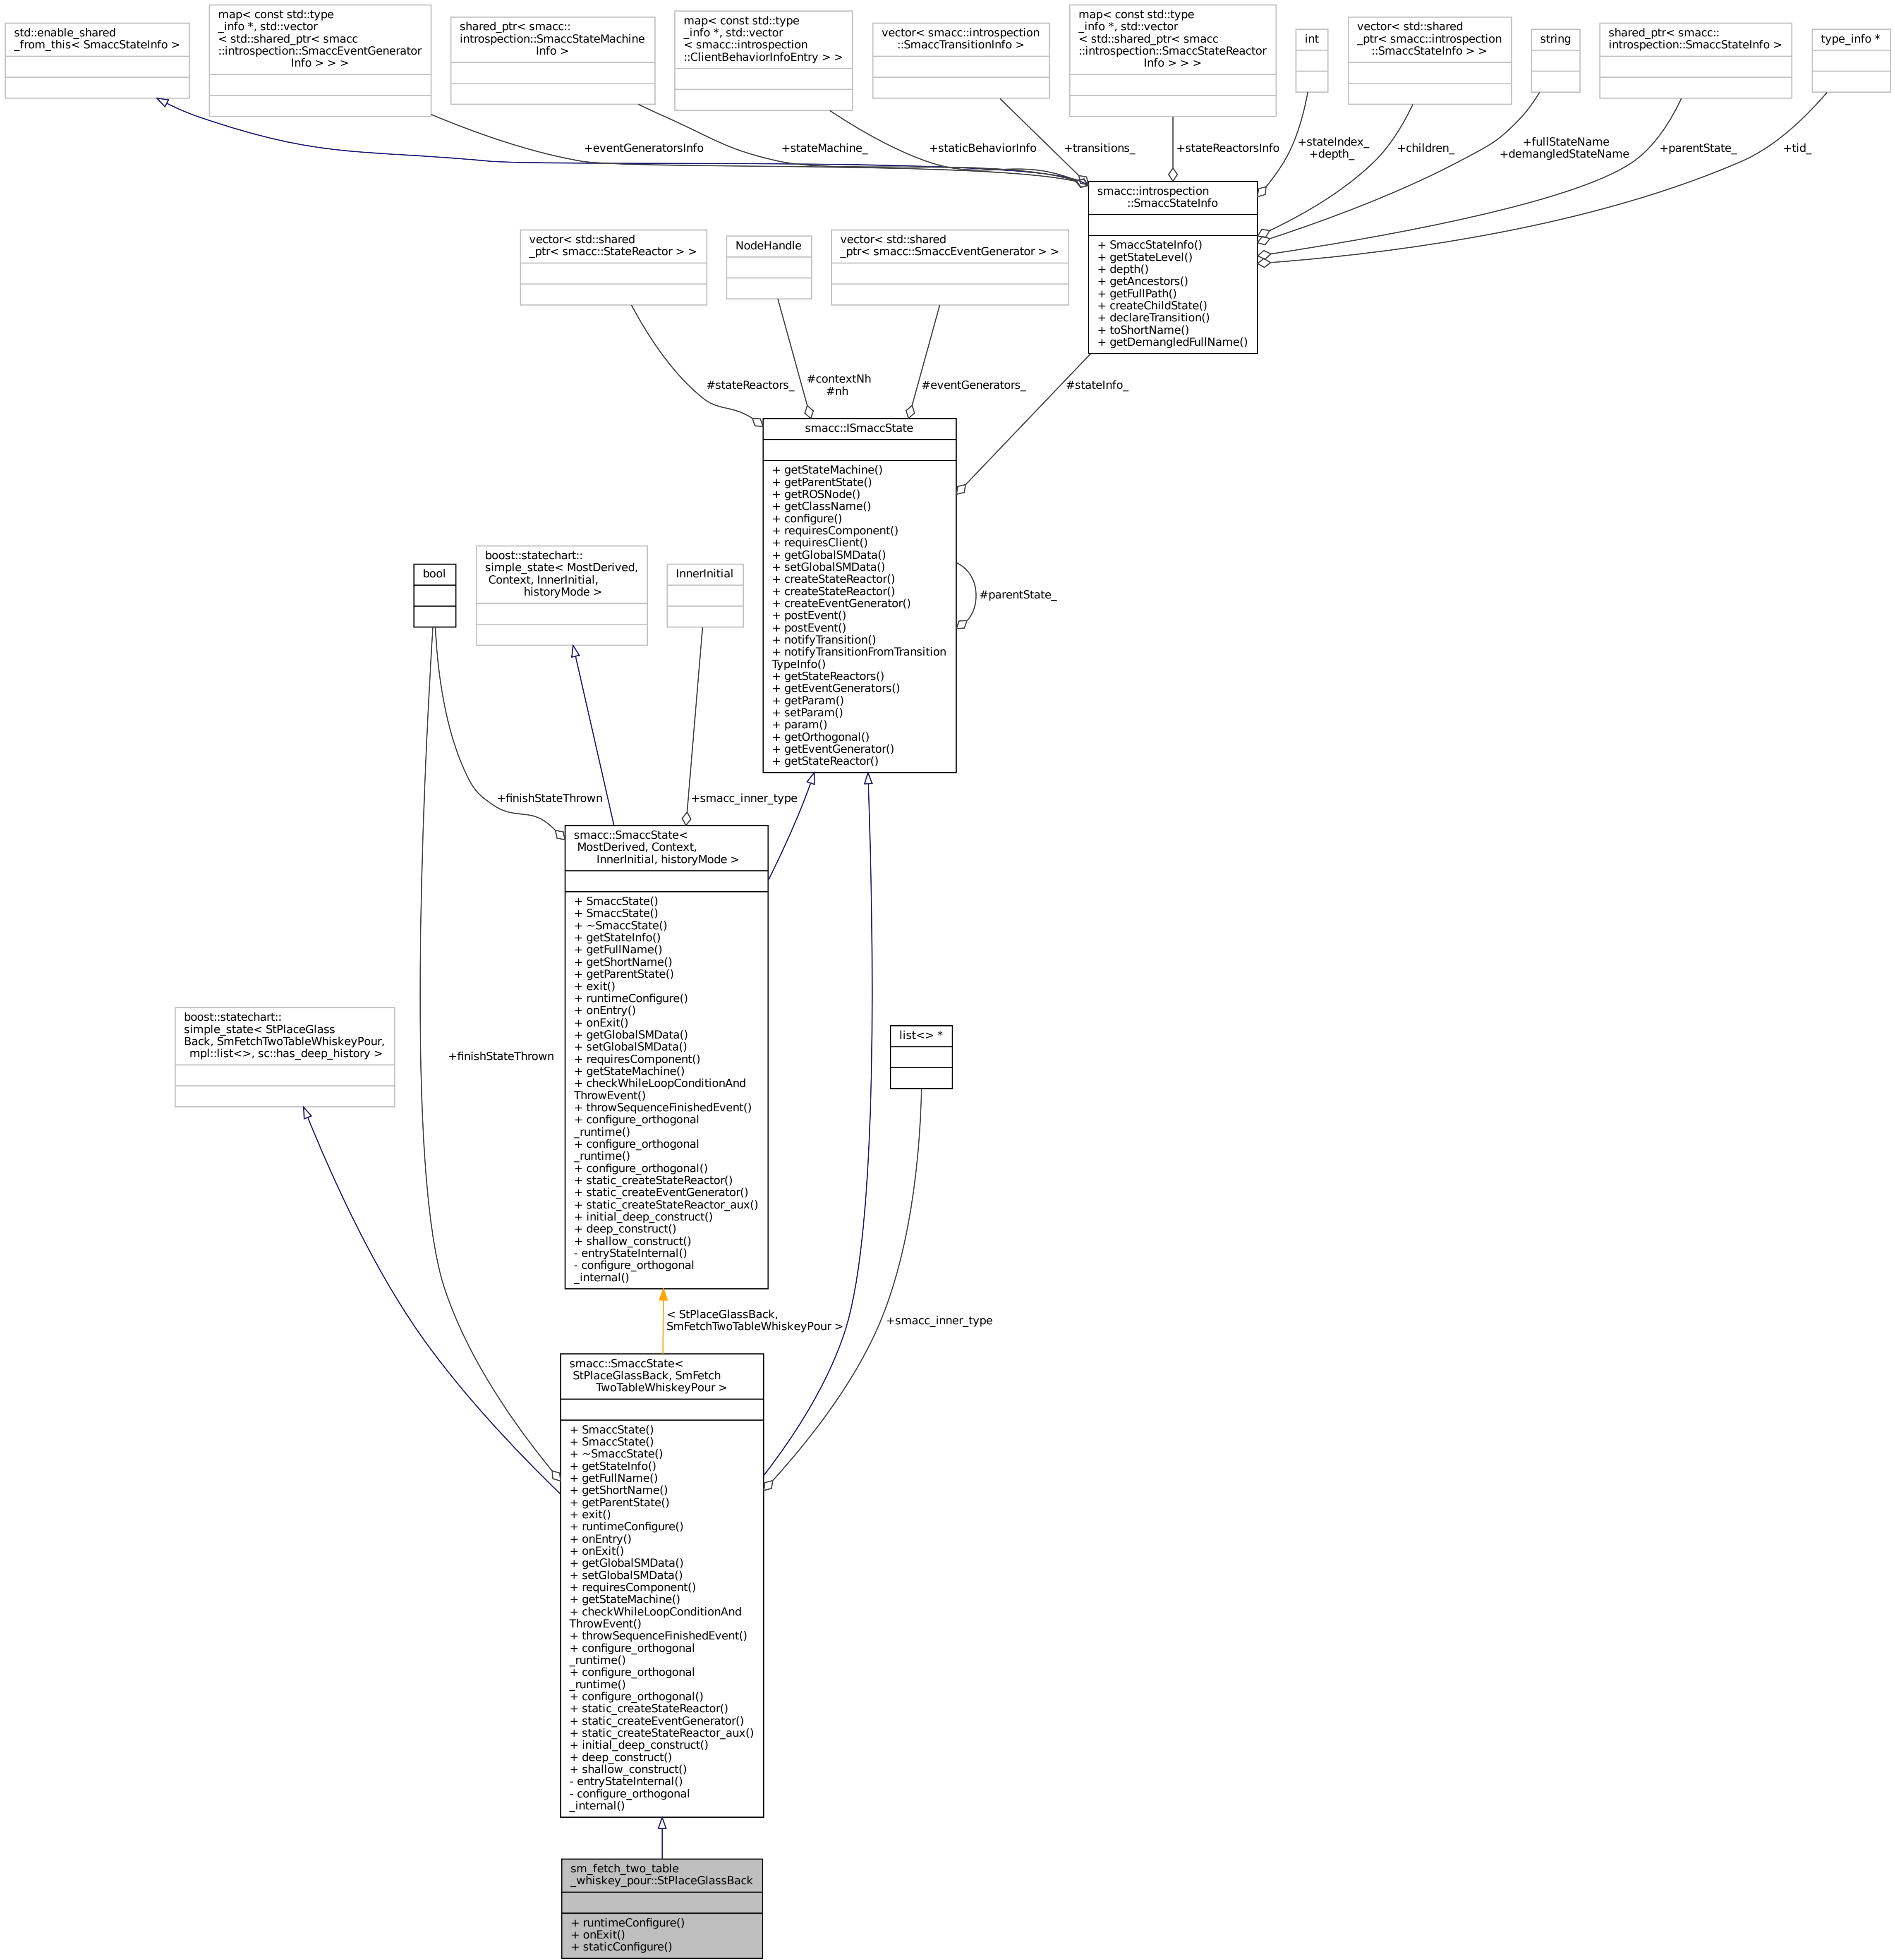 std::enable_shared
_from_this< SmaccStateInfo >
map< const std::type
_info *, std::vector
< std::shared_ptr< smacc
::introspection::SmaccEventGenerator
Info > > >
shared_ptr< smacc::
introspection::SmaccStateMachine
Info >
map< const std::type
_info *, std::vector
< smacc::introspection
::ClientBehaviorInfoEntry > >
vector< smacc::introspection
::SmaccTransitionInfo >
map< const std::type
_info *, std::vector
< std::shared_ptr< smacc
::introspection::SmaccStateReactor
Info > > >
int
vector< std::shared
_ptr< smacc::introspection
::SmaccStateInfo > >
string
shared_ptr< smacc::
introspection::SmaccStateInfo >
type_info *
+eventGeneratorsInfo
+stateMachine_
+staticBehaviorInfo
+transitions_
+stateReactorsInfo
+stateIndex_
+depth_
+children_
+fullStateName
+demangledStateName
+parentState_
+tid_
smacc::introspection
::SmaccStateInfo
+ SmaccStateInfo()
+ getStateLevel()
+ depth()
+ getAncestors()
+ getFullPath()
+ createChildState()
+ declareTransition()
+ toShortName()
+ getDemangledFullName()
vector< std::shared
_ptr< smacc::StateReactor > >
NodeHandle
vector< std::shared
_ptr< smacc::SmaccEventGenerator > >
#stateReactors_
#contextNh
#nh
#eventGenerators_
#stateInfo_
smacc::ISmaccState
+ getStateMachine()
+ getParentState()
+ getROSNode()
+ getClassName()
+ configure()
+ requiresComponent()
+ requiresClient()
+ getGlobalSMData()
+ setGlobalSMData()
+ createStateReactor()
+ createStateReactor()
+ createEventGenerator()
+ postEvent()
+ postEvent()
+ notifyTransition()
+ notifyTransitionFromTransition
TypeInfo()
+ getStateReactors()
+ getEventGenerators()
+ getParam()
+ setParam()
+ param()
+ getOrthogonal()
+ getEventGenerator()
+ getStateReactor()
#parentState_
bool
boost::statechart::
simple_state< MostDerived,
Context, InnerInitial,
historyMode >
InnerInitial
+finishStateThrown
+smacc_inner_type
smacc::SmaccState<
MostDerived, Context,
InnerInitial, historyMode >
+ SmaccState()
+ SmaccState()
+ ~SmaccState()
+ getStateInfo()
+ getFullName()
+ getShortName()
+ getParentState()
+ exit()
+ runtimeConfigure()
+ onEntry()
+ onExit()
+ getGlobalSMData()
+ setGlobalSMData()
+ requiresComponent()
+ getStateMachine()
+ checkWhileLoopConditionAnd
ThrowEvent()
+ throwSequenceFinishedEvent()
+ configure_orthogonal
_runtime()
+ configure_orthogonal
_runtime()
+ configure_orthogonal()
+ static_createStateReactor()
+ static_createEventGenerator()
+ static_createStateReactor_aux()
+ initial_deep_construct()
+ deep_construct()
+ shallow_construct()
- entryStateInternal()
- configure_orthogonal
_internal()
boost::statechart::
simple_state< StPlaceGlass
Back, SmFetchTwoTableWhiskeyPour,
mpl::list<>, sc::has_deep_history >
+finishStateThrown
list<> *
< StPlaceGlassBack,
SmFetchTwoTableWhiskeyPour >
+smacc_inner_type
smacc::SmaccState<
StPlaceGlassBack, SmFetch
TwoTableWhiskeyPour >
+ SmaccState()
+ SmaccState()
+ ~SmaccState()
+ getStateInfo()
+ getFullName()
+ getShortName()
+ getParentState()
+ exit()
+ runtimeConfigure()
+ onEntry()
+ onExit()
+ getGlobalSMData()
+ setGlobalSMData()
+ requiresComponent()
+ getStateMachine()
+ checkWhileLoopConditionAnd
ThrowEvent()
+ throwSequenceFinishedEvent()
+ configure_orthogonal
_runtime()
+ configure_orthogonal
_runtime()
+ configure_orthogonal()
+ static_createStateReactor()
+ static_createEventGenerator()
+ static_createStateReactor_aux()
+ initial_deep_construct()
+ deep_construct()
+ shallow_construct()
- entryStateInternal()
- configure_orthogonal
_internal()
sm_fetch_two_table
_whiskey_pour::StPlaceGlassBack
+ runtimeConfigure()
+ onExit()
+ staticConfigure()